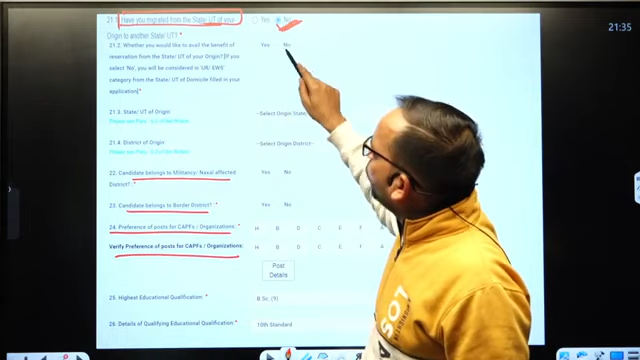 21.1 Have you migrated from the State/ UT of your Yes No
Origin to another State/ UT? *
21:35
21.2. Whether you would like to avail the benefit of Yes No
reservation from the State/ UT of your Origin? [If you
select 'No', you will be considered in 'UR/ EWS'
category from the State/ UT of Domicile filled in your
application] *
21.3. State/ UT of Origin --Select Origin State
21.4. District of Origin --Select Origin District--
22. Candidate belongs to Militancy/ Naxal affected Yes No
District? : *
23. Candidate belongs to Border District? : * Yes No
24. Preference of posts for CAPFs / Organizations: * H B D C E F A
Verify Preference of posts for CAPFs / Organizations: H B D C E F
Post
Details
25. Highest Educational Qualification: * B.Sc. (9)
26. Details of Qualifying Educational Qualification: * 10th Standard